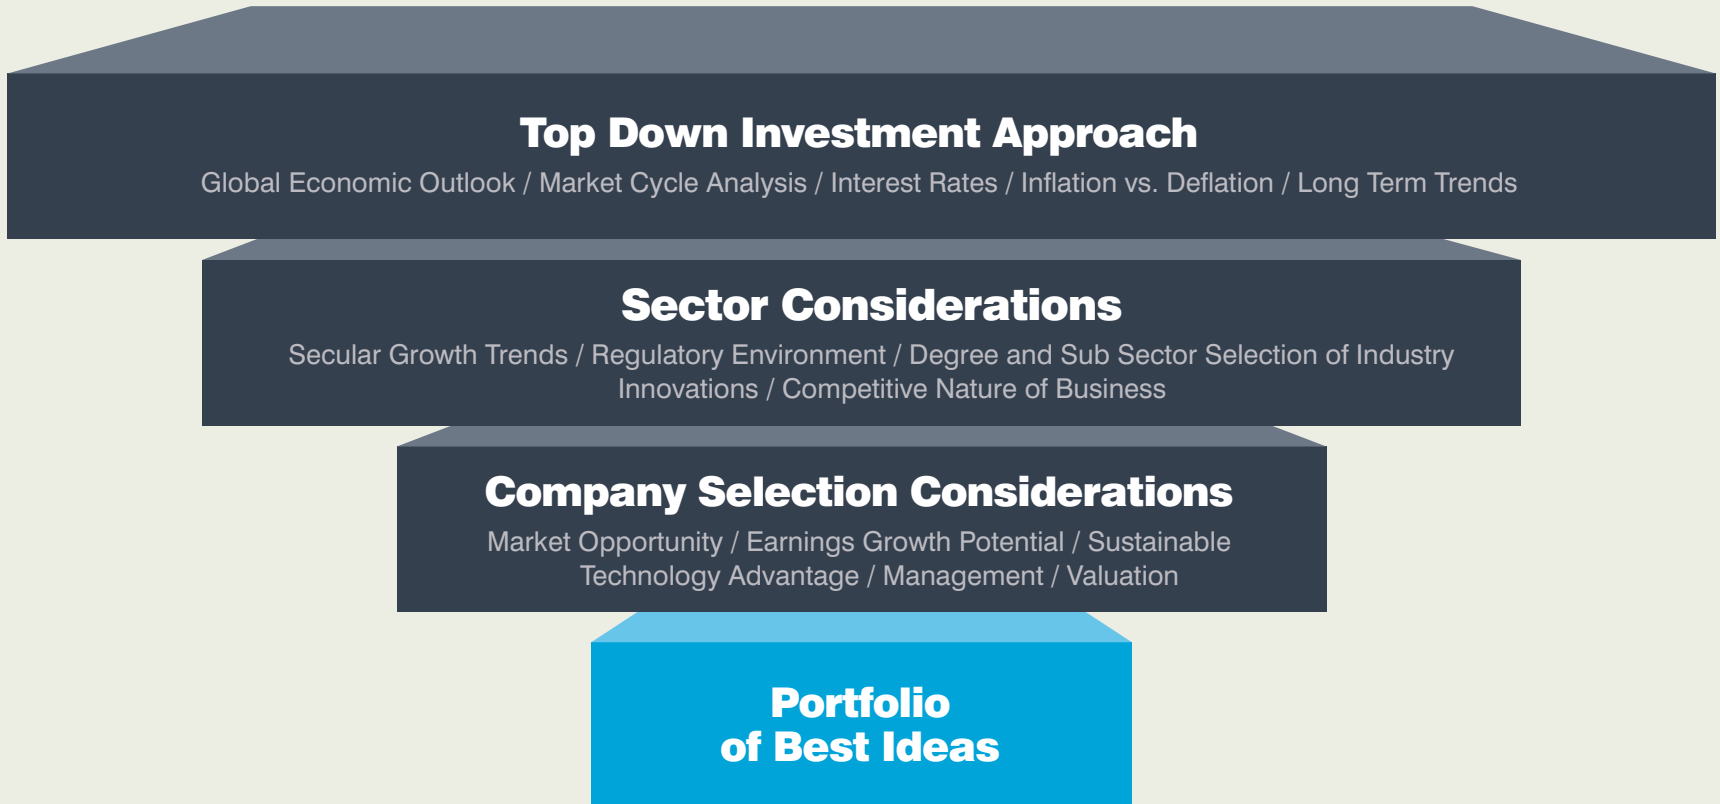 Top Down Investment Approach
Global Economic Outlook / Market Cycle Analysis / Interest Rates / Inflation vs. Deflation / Long Term Trends
Sector Considerations
Secular Growth Trends / Regulatory Environment / Degree and Sub Sector Selection of Industry
Innovations / Competitive Nature of Business
Company Selection Considerations
Market Opportunity / Earnings Growth Potential / Sustainable
Technology Advantage / Management / Valuation
Portfolio
of Best Ideas